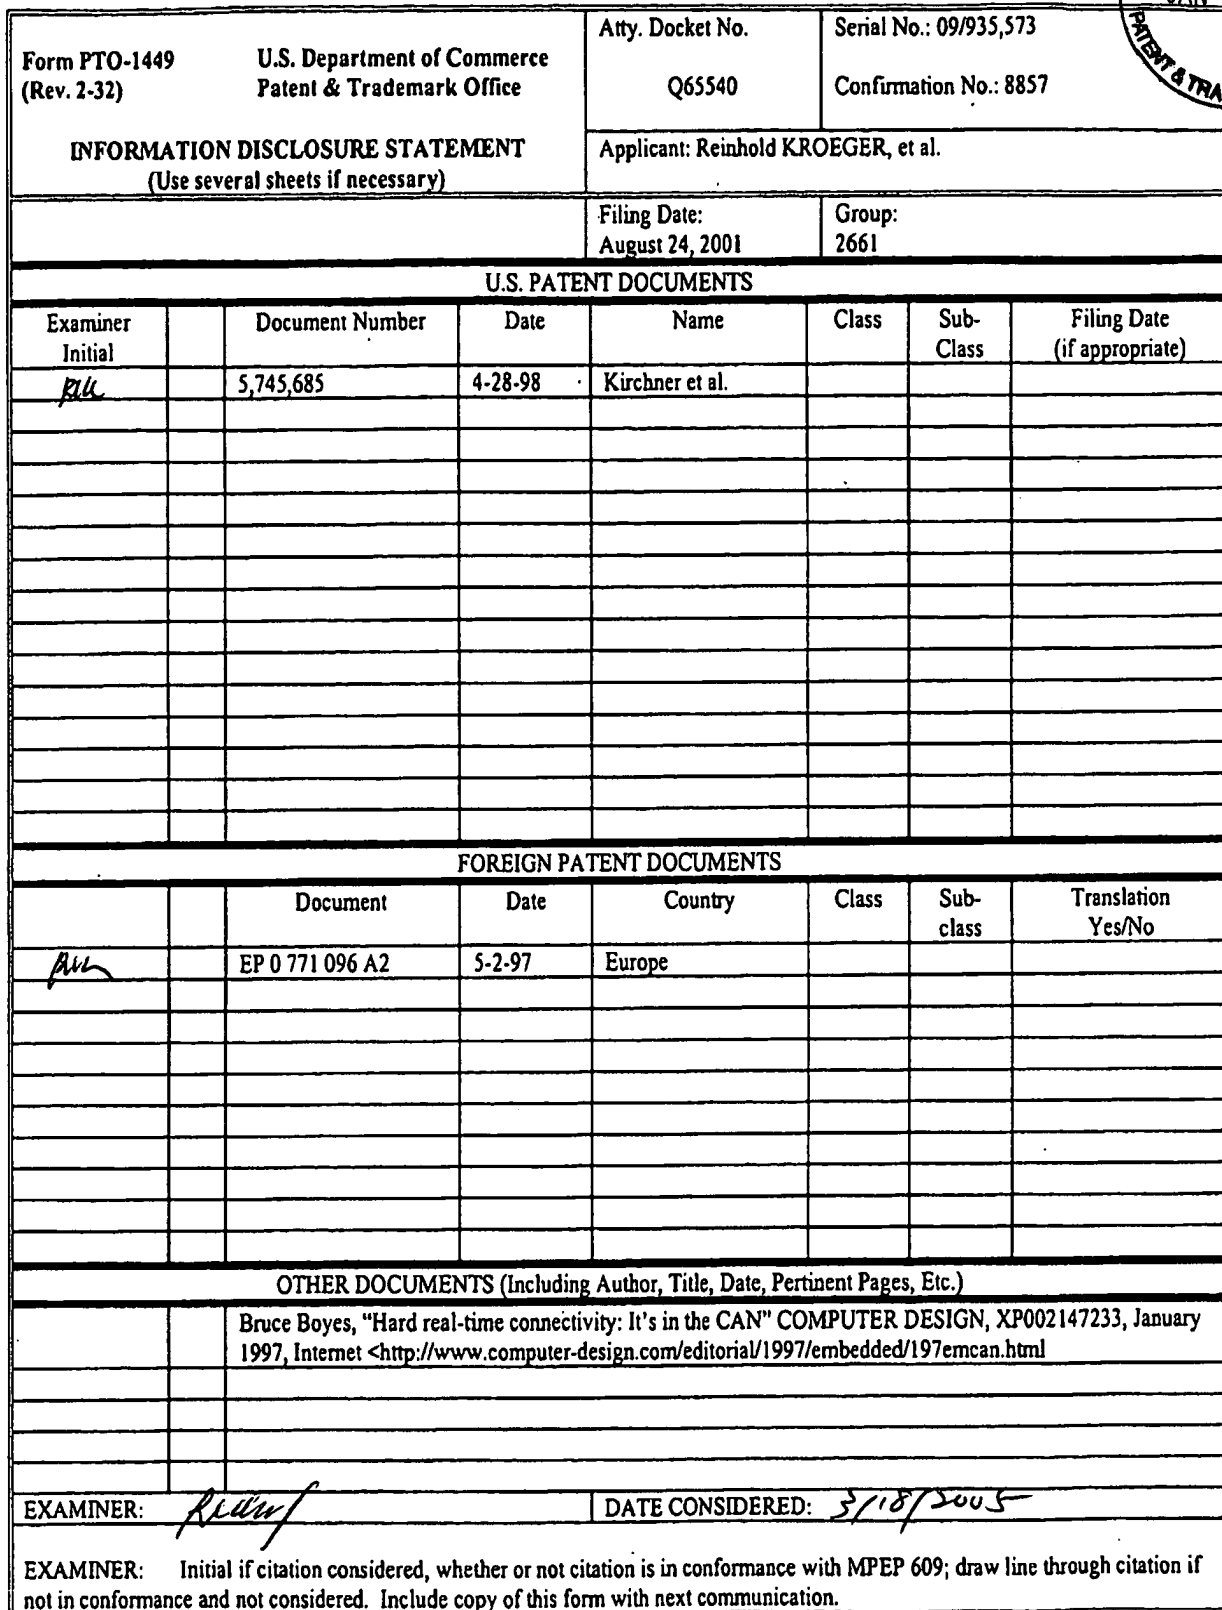 Form PTO-1449 U.S. Department of Commerce
(Rev. 2-32) Patent & Trademark Office
INFORMATION DISCLOSURE STATEMENT
(Use several sheets if necessary)
Atty. Docket No.
Q65540
Serial No.: 09/935,573
Confirmation No.: 8857
PATENT & TRA
Applicant: Reinhold KROEGER, et al.
Filing Date:
August 24, 2001
Group:
2661
U.S. PATENT DOCUMENTS
Examiner Initial Document Number Date Name Class Sub-Class Filing Date (if appropriate)
5,745,685 4-28-98 Kirchner et al.
FOREIGN PATENT DOCUMENTS
Document Date Country Class Sub-class Translation Yes/No
EP 0 771 096 A2 5-2-97 Europe
OTHER DOCUMENTS (Including Author, Title, Date, Pertinent Pages, Etc.)
Bruce Boyes, “Hard real-time connectivity: It's in the CAN” COMPUTER DESIGN, XP002147233, January
1997, Internet <http://www.computer-design.com/editorial/1997/embedded/197emcan.html
EXAMINER: DATE CONSIDERED: 3/18/2005
EXAMINER: Initial if citation considered, whether or not citation is in conformance with MPEP 609; draw line through citation if
not in conformance and not considered. Include copy of this form with next communication.